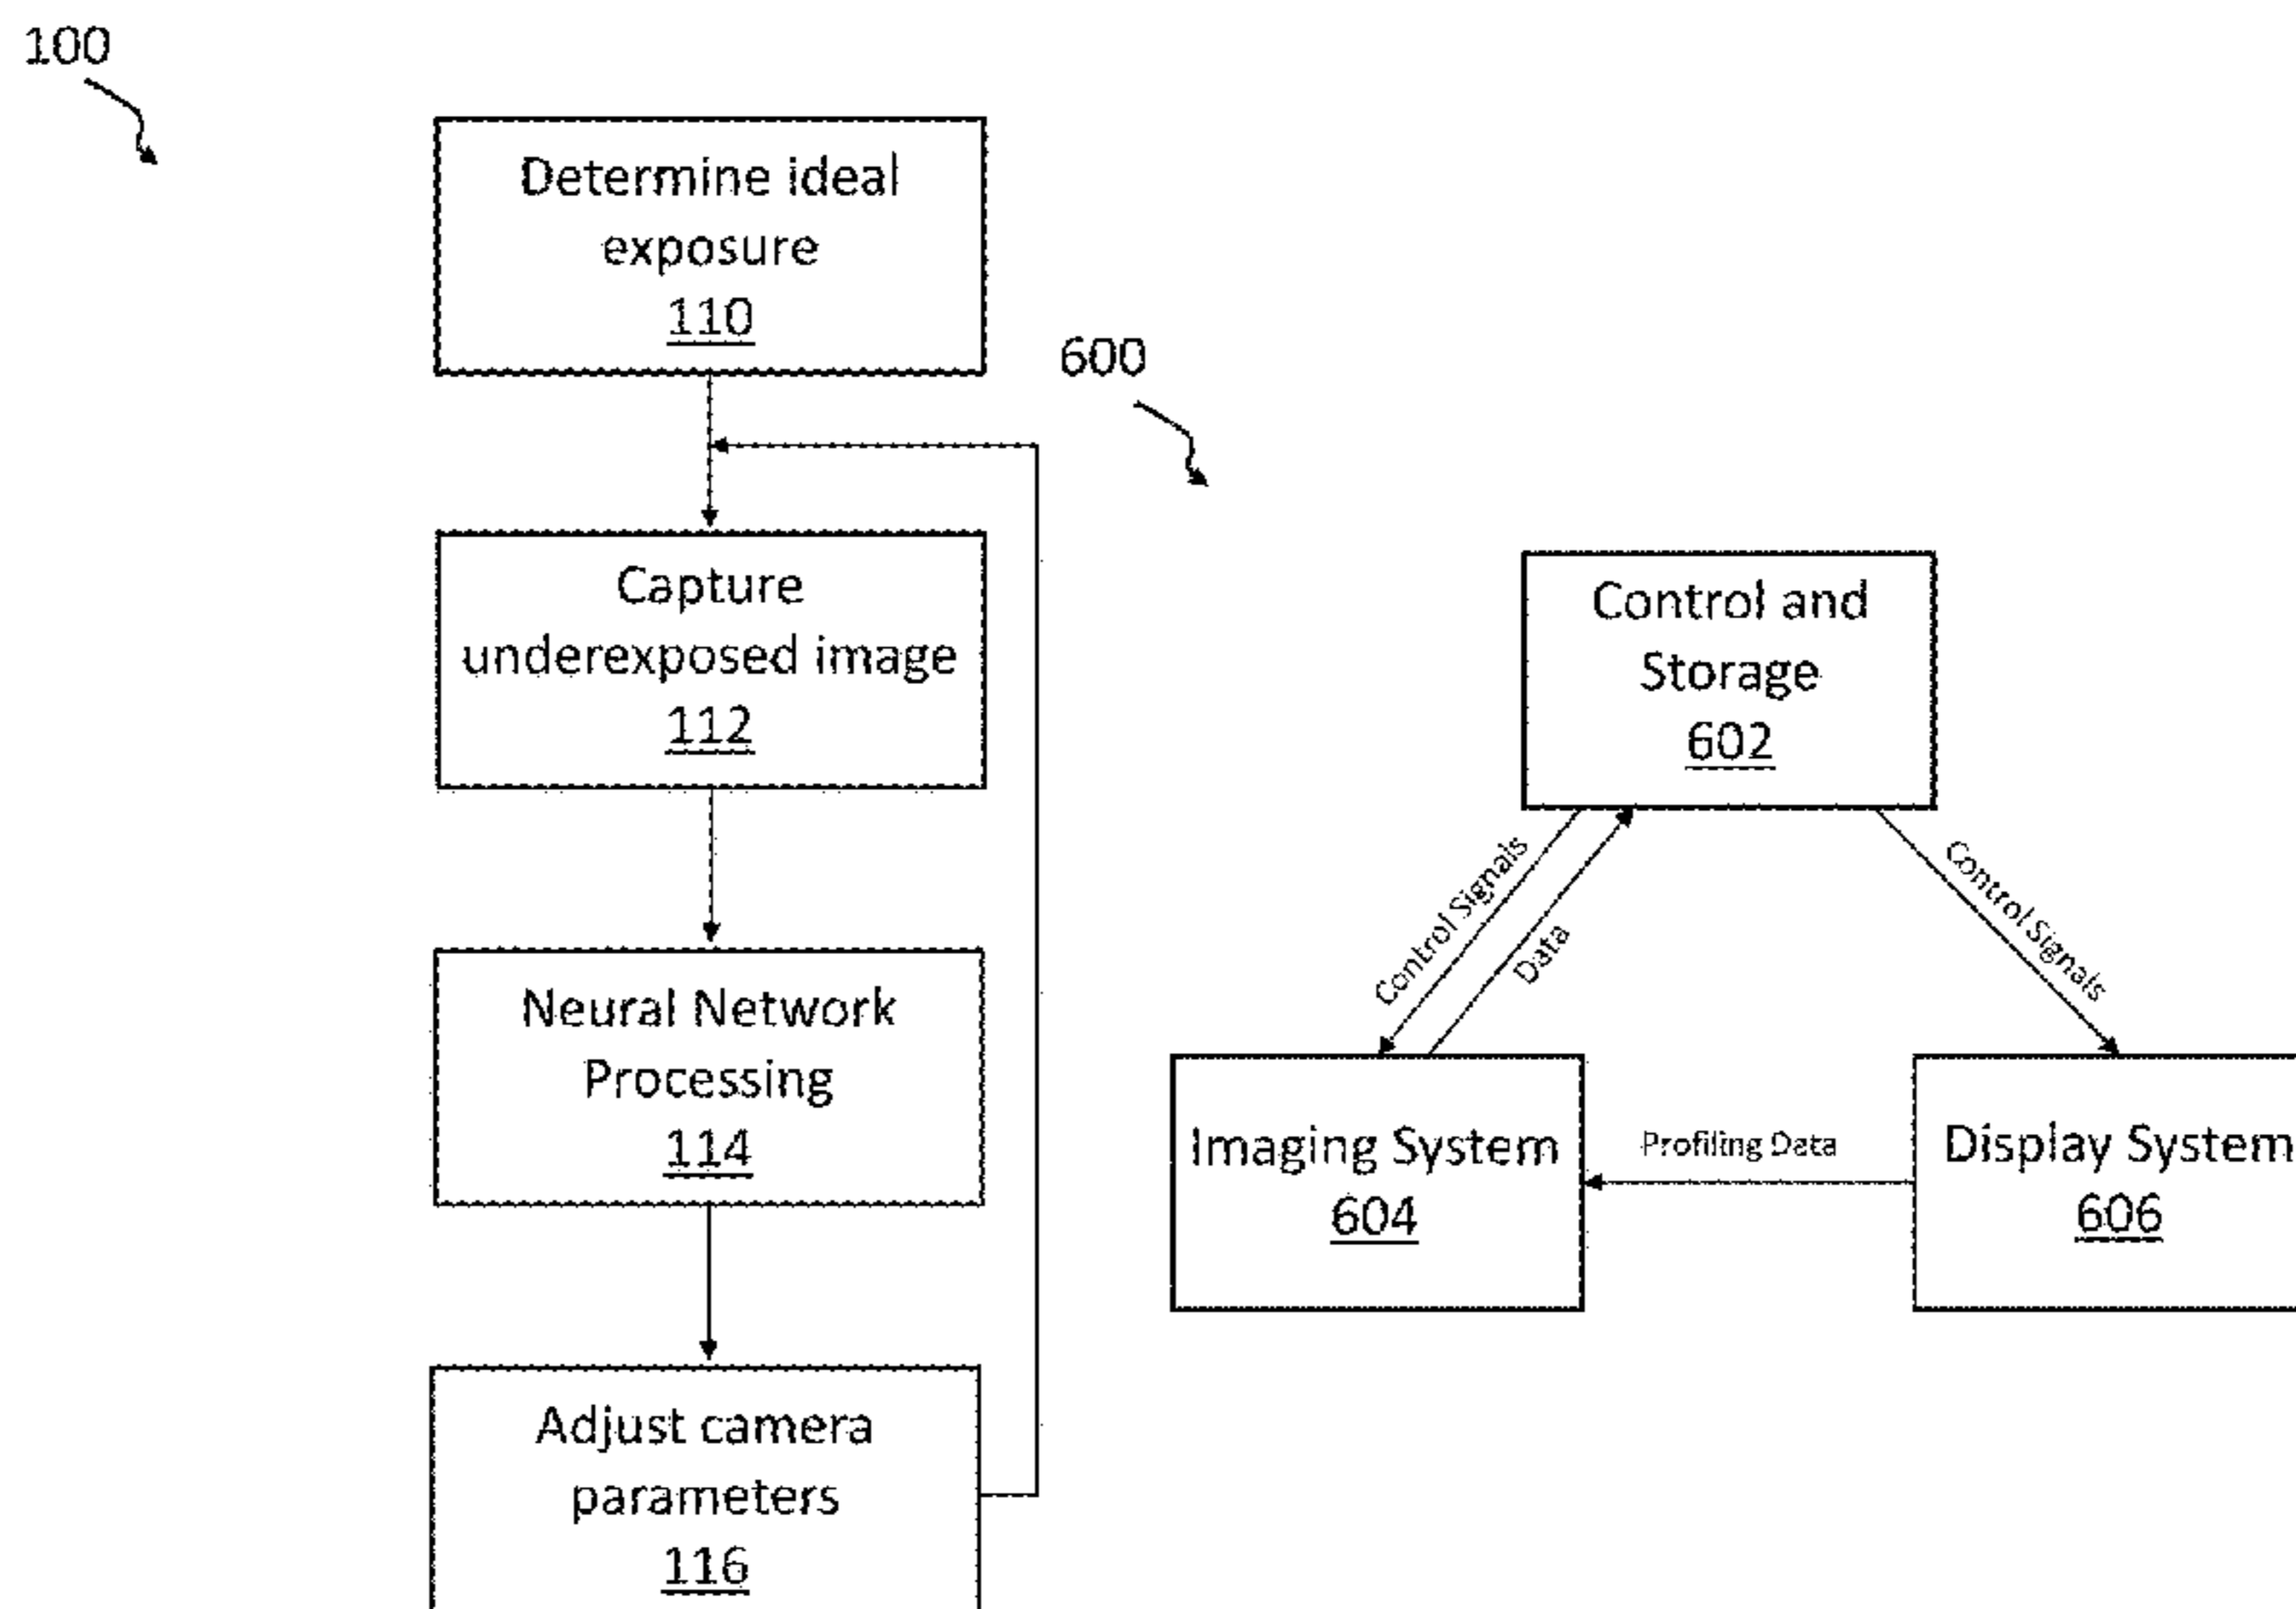 100
Determine ideal
exposure
110
Capture
underexposed image
112
Neural Network
Processing
114
Adjust camera
parameters
116
600
Control and
Storage
602
Control Signals
Data
Control Signals
Imaging System
604
Profiling Data
Display System
606